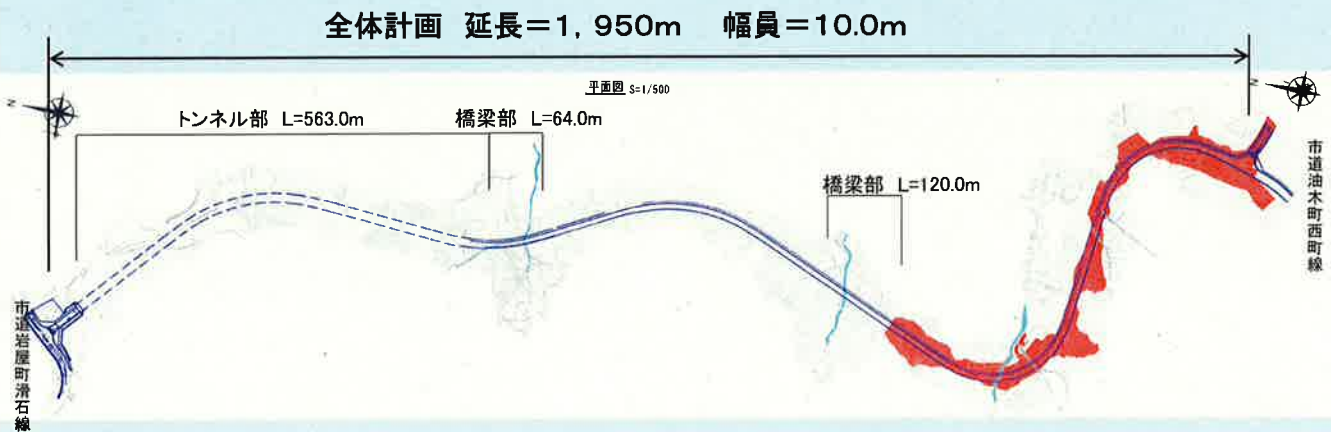 全体計画 延長＝1，950m 幅員＝10.0m
平面図 S=1/500
N
N
トンネル部 L=563.0m
橋梁部 L=64.0m
橋梁部 L=120.0m
市道油木町西町線
市道岩屋町滑石線